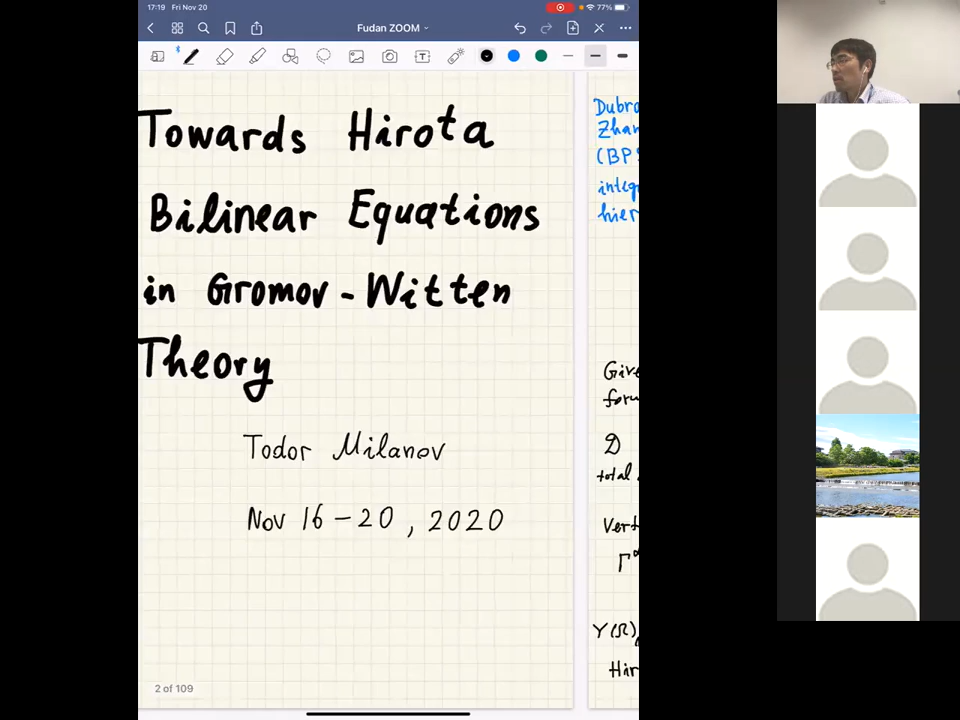 17:19 Fri Nov 20
77%
Fudan ZOOM
Towards Hirota
Bilinear Equations
in Gromov-Witten
Theory
Todor Milanov
Nov 16-20, 2020
2 of 109
total